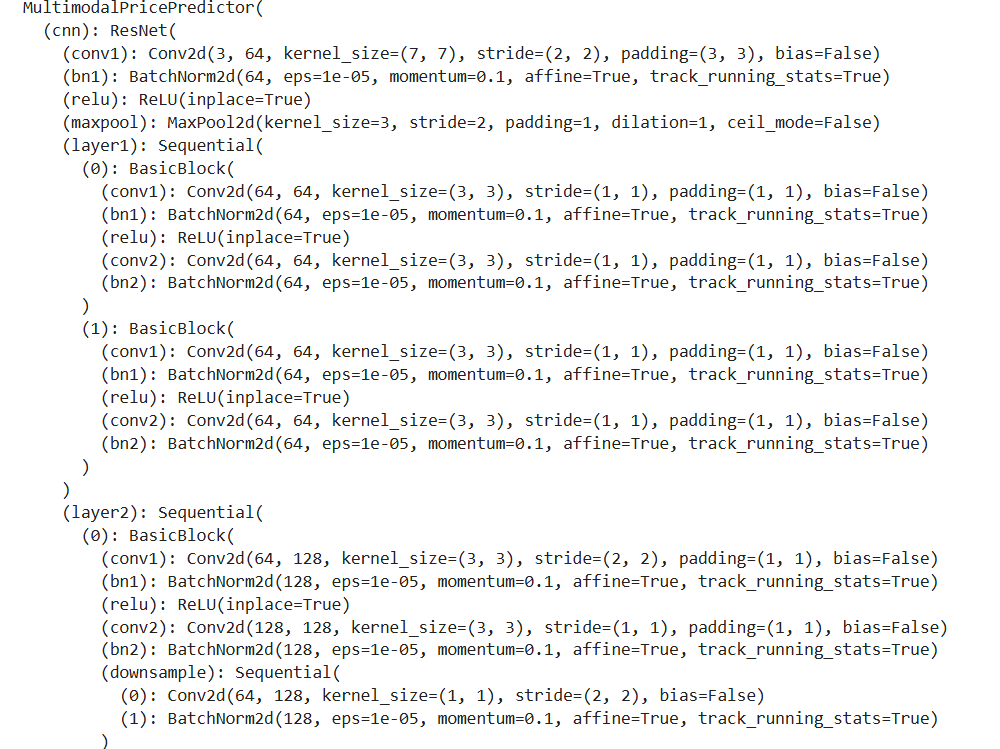 MultimodalPricePredictor(
  (cnn): ResNet(
    (conv1): Conv2d(3, 64, kernel_size=(7, 7), stride=(2, 2), padding=(3, 3), bias=False)
    (bn1): BatchNorm2d(64, eps=1e-05, momentum=0.1, affine=True, track_running_stats=True)
    (relu): ReLU(inplace=True)
    (maxpool): MaxPool2d(kernel_size=3, stride=2, padding=1, dilation=1, ceil_mode=False)
    (layer1): Sequential(
      (0): BasicBlock(
        (conv1): Conv2d(64, 64, kernel_size=(3, 3), stride=(1, 1), padding=(1, 1), bias=False)
        (bn1): BatchNorm2d(64, eps=1e-05, momentum=0.1, affine=True, track_running_stats=True)
        (relu): ReLU(inplace=True)
        (conv2): Conv2d(64, 64, kernel_size=(3, 3), stride=(1, 1), padding=(1, 1), bias=False)
        (bn2): BatchNorm2d(64, eps=1e-05, momentum=0.1, affine=True, track_running_stats=True)
      )
      (1): BasicBlock(
        (conv1): Conv2d(64, 64, kernel_size=(3, 3), stride=(1, 1), padding=(1, 1), bias=False)
        (bn1): BatchNorm2d(64, eps=1e-05, momentum=0.1, affine=True, track_running_stats=True)
        (relu): ReLU(inplace=True)
        (conv2): Conv2d(64, 64, kernel_size=(3, 3), stride=(1, 1), padding=(1, 1), bias=False)
        (bn2): BatchNorm2d(64, eps=1e-05, momentum=0.1, affine=True, track_running_stats=True)
      )
    )
    (layer2): Sequential(
      (0): BasicBlock(
        (conv1): Conv2d(64, 128, kernel_size=(3, 3), stride=(2, 2), padding=(1, 1), bias=False)
        (bn1): BatchNorm2d(128, eps=1e-05, momentum=0.1, affine=True, track_running_stats=True)
        (relu): ReLU(inplace=True)
        (conv2): Conv2d(128, 128, kernel_size=(3, 3), stride=(1, 1), padding=(1, 1), bias=False)
        (bn2): BatchNorm2d(128, eps=1e-05, momentum=0.1, affine=True, track_running_stats=True)
        (downsample): Sequential(
          (0): Conv2d(64, 128, kernel_size=(1, 1), stride=(2, 2), bias=False)
          (1): BatchNorm2d(128, eps=1e-05, momentum=0.1, affine=True, track_running_stats=True)
        )